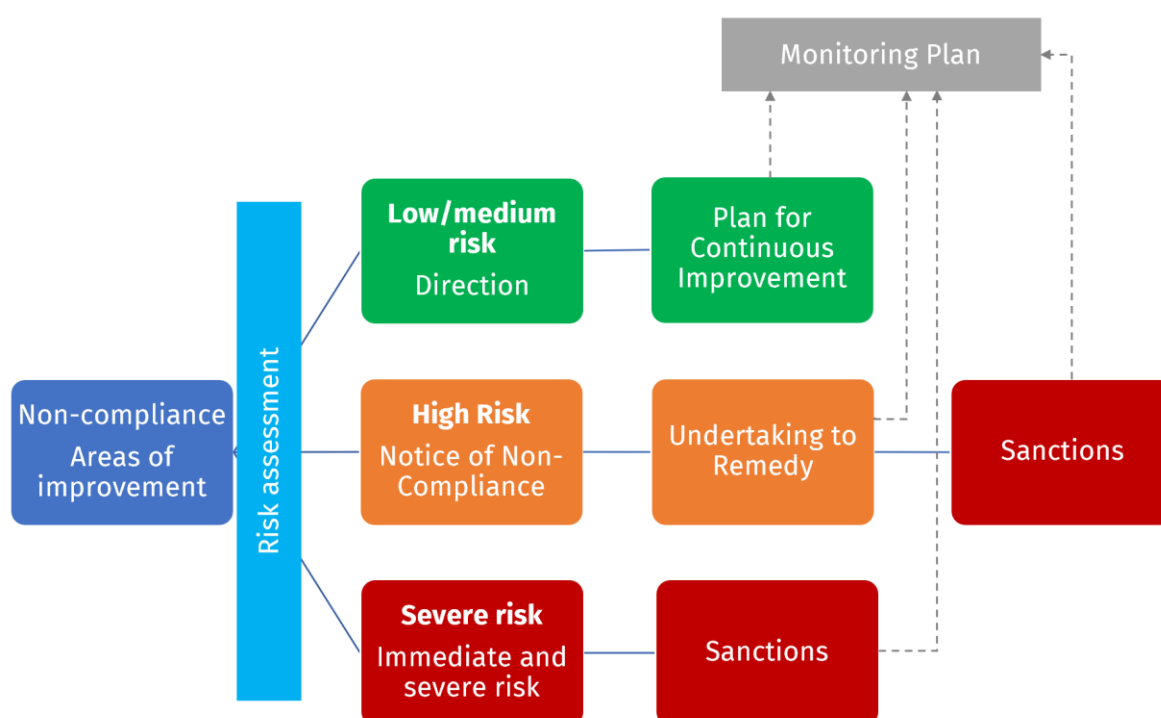 Monitoring Plan
Low/medium
risk
Direction
Plan for
Continuous
Improvement
Non-compliance
Areas of
improvement
Risk assessment
High Risk
Notice of Non-
Compliance
Undertaking to
Remedy
Sanctions
Severe risk
Immediate and
severe risk
Sanctions